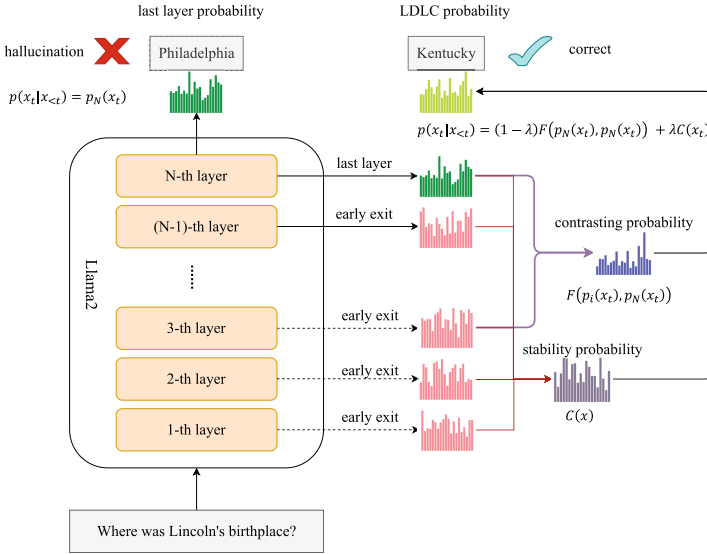 last layer probability
LDLC probability
hallucination
Philadelphia
Kentucky
correct
p(x_t|x_{<t}) = p_N(x_t)
p(x_t|x_{<t}) = (1 − λ)F(p_N(x_t), p_N(x_t)) + λC(x_t)
N-th layer
last layer
(N-1)-th layer
early exit
contrasting probability
Llama2
......
F(p_i(x_t), p_N(x_t))
3-th layer
early exit
stability probability
2-th layer
early exit
C(x)
1-th layer
early exit
Where was Lincoln's birthplace?